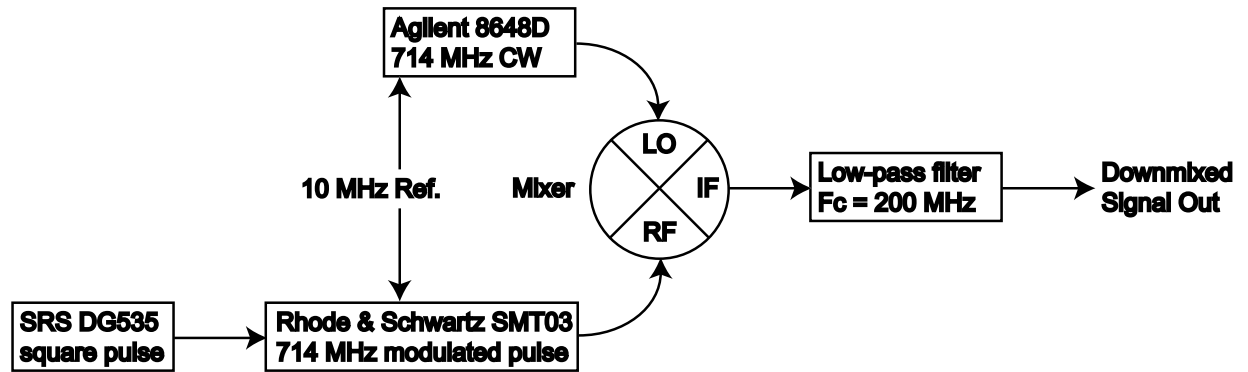 Agilent 8648D
714 MHz CW
LO
10 MHz Ref.
Mixer
IF
RF
Low-pass filter
Fc = 200 MHz
Downmixed
Signal Out
SRS DG535
square pulse
Rhode & Schwartz SMT03
714 MHz modulated pulse